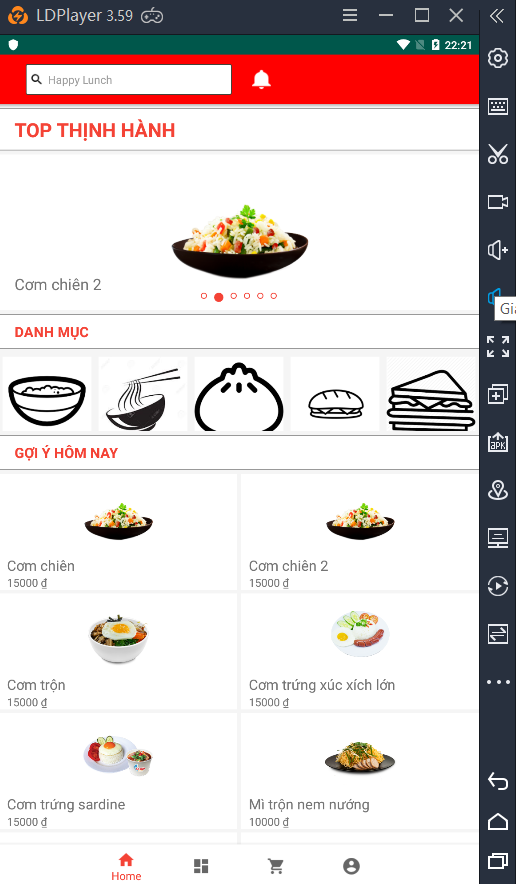 LDPlayer 3.59
22:21
Happy Lunch
TOP THỊNH HÀNH
Cơm chiên 2
DANH MỤC
GỢI Ý HÔM NAY
Cơm chiên
15000 ₫
Cơm chiên 2
15000 ₫
Cơm trộn
15000 ₫
Cơm trứng xúc xích lớn
15000 ₫
Cơm trứng sardine
15000 ₫
Mì trộn nem nướng
10000 ₫
Home
APK